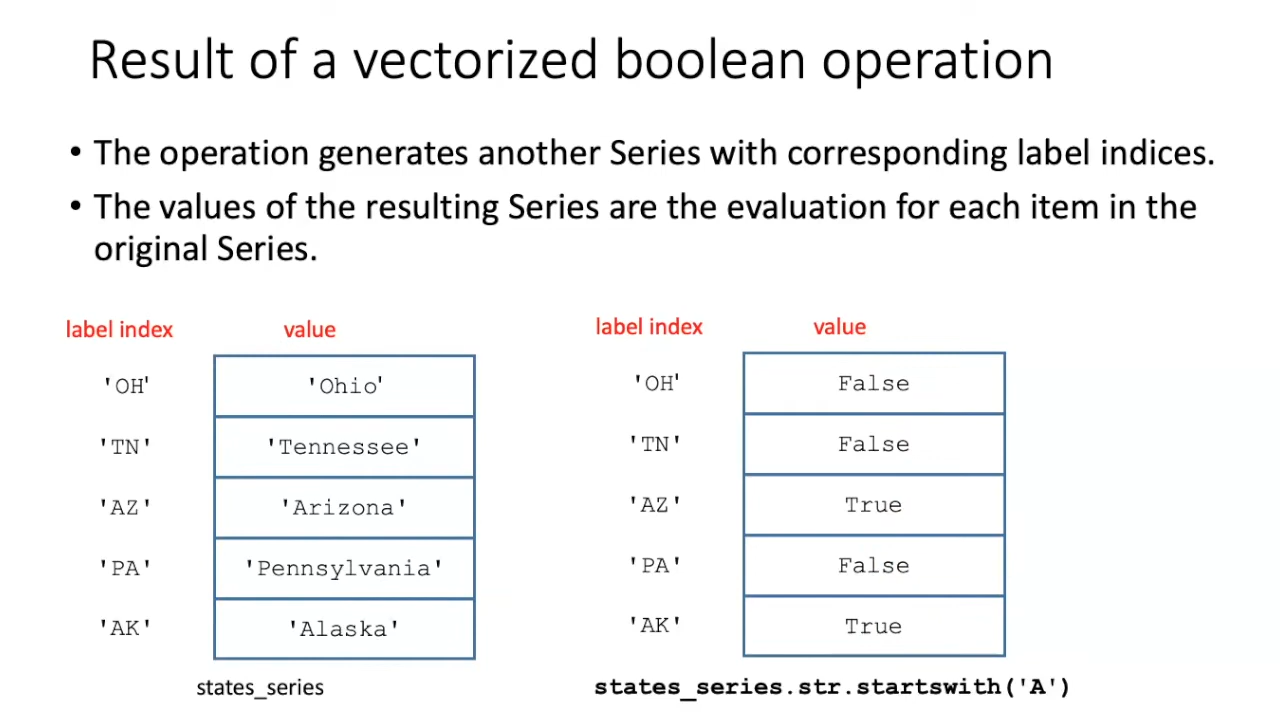 Result of a vectorized boolean operation
• The operation generates another Series with corresponding label indices.
• The values of the resulting Series are the evaluation for each item in the
original Series.
label index value
'OH' 'Ohio'
'TN' 'Tennessee'
'AZ' 'Arizona'
'PA' 'Pennsylvania'
'AK' 'Alaska'
states_series
label index value
'OH' False
'TN' False
'AZ' True
'PA' False
'AK' True
states_series.str.startswith('A')